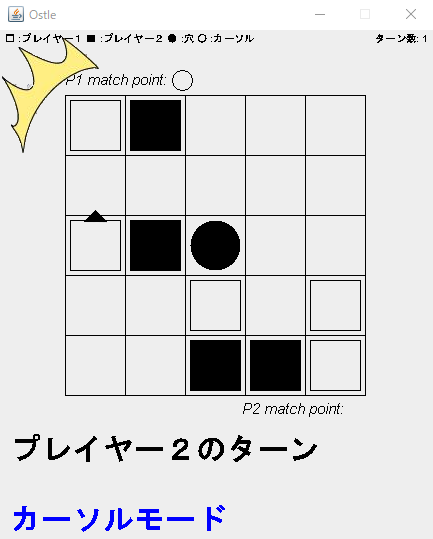 Ostle
□ :プレイヤー1 ■ :プレイヤー2 ● :穴 〇 :カーソル ターン数: 1
P1 match point:
P2 match point:
プレイヤー２のターン
カーソルモード